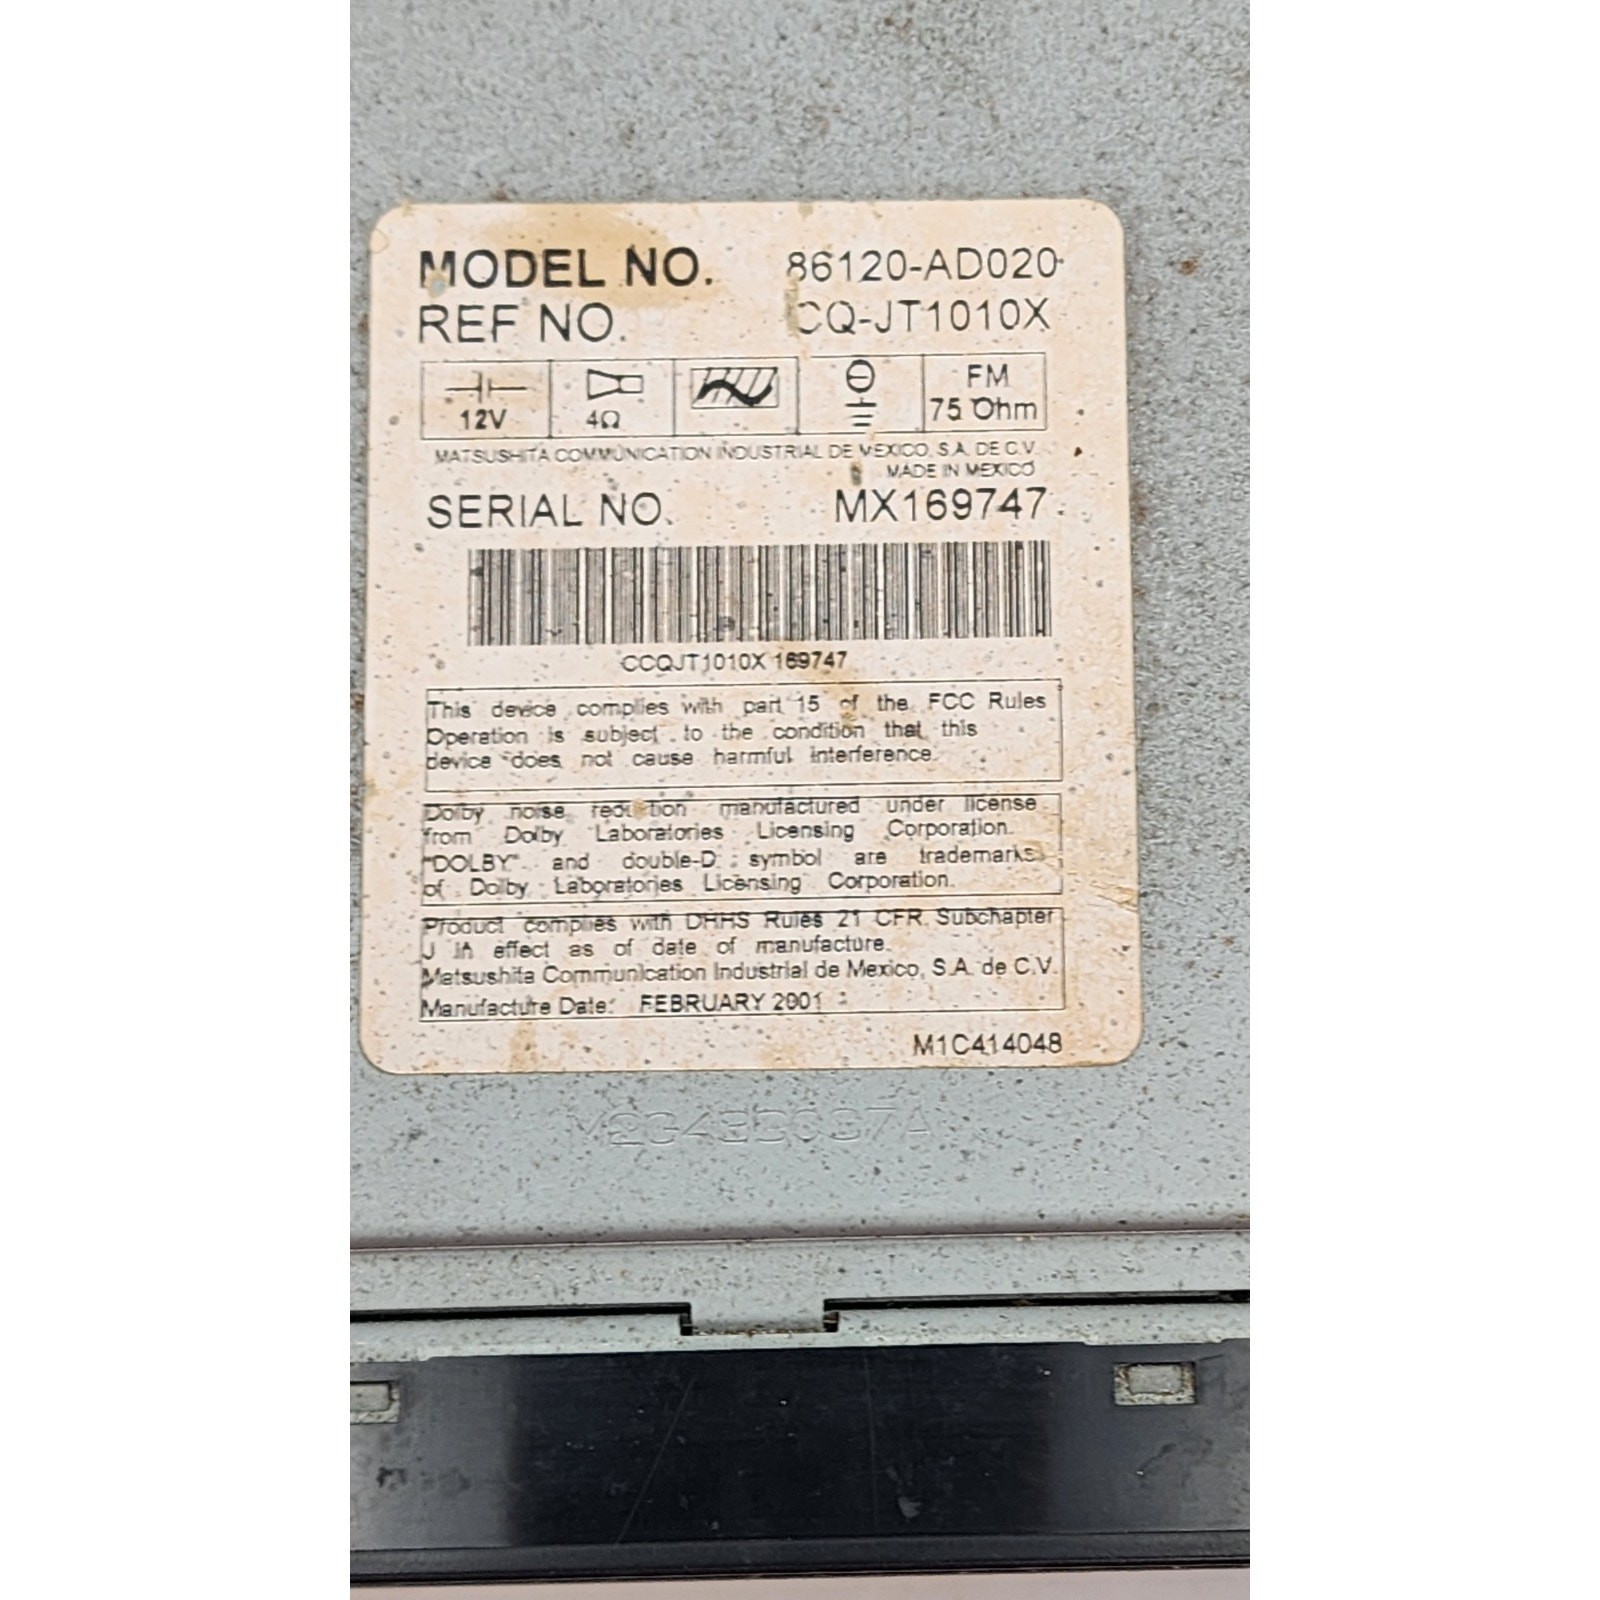 MODEL NO. 86120-AD020
REF NO. CQ-JT1010X
12V
4Ω
FM
75 Ohm
MATSUSHITA COMMUNICATION INDUSTRIAL DE MEXICO, S.A. DE C.V.
MADE IN MEXICO
SERIAL NO. MX169747
CCQJT1010X 169747
This device complies with part 15 of the FCC Rules
Operation is subject to the condition that this
device does not cause harmful interference.
Dolby noise reduction manufactured under license
from Dolby Laboratories Licensing Corporation.
"DOLBY" and double-D symbol are trademarks
of Dolby Laboratories Licensing Corporation.
Product complies with DHHS Rules 21 CFR. Subchapter
J in effect as of date of manufacture.
Matsushita Communication Industrial de Mexico, S.A. de C.V.
Manufacture Date: FEBRUARY 2001
M1C414048